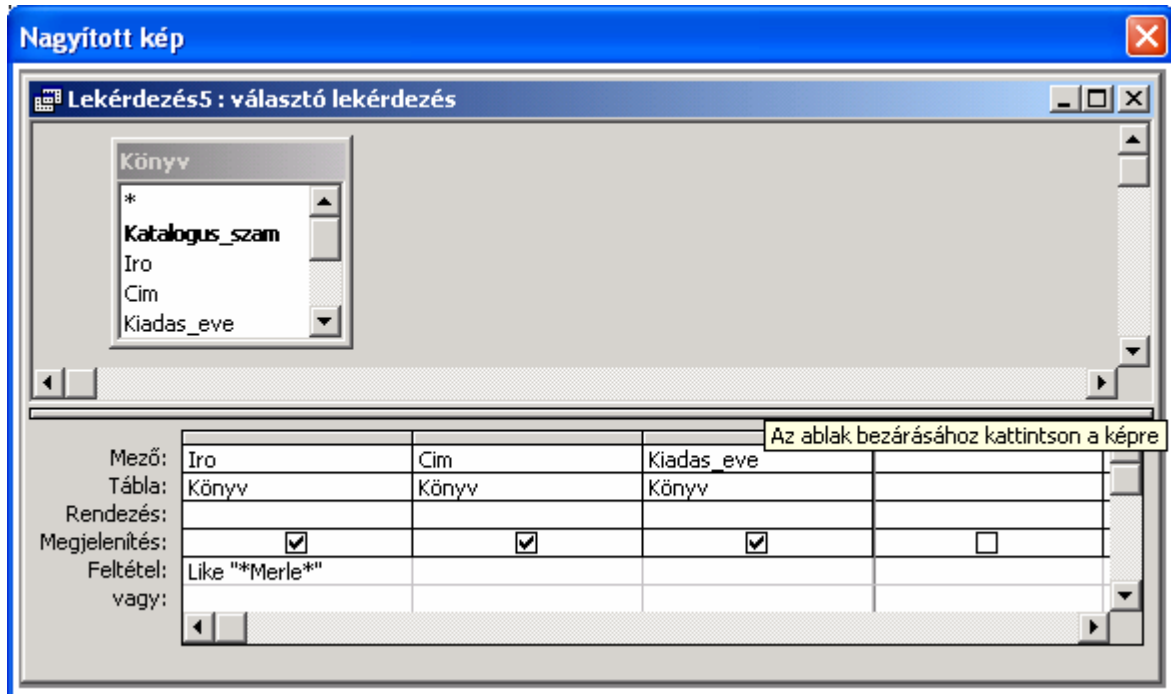 Nagyított kép
Lekérdezés5 : választó lekérdezés
Könyv
*
Katalogus_szam
Iro
Cim
Kiadas_eve
Az ablak bezárásához kattintson a képre
Mező: Iro Cim Kiadas_eve
Tábla: Könyv Könyv Könyv
Rendezés:
Megjelenítés:
Feltétel: Like "*Merle*"
vagy: